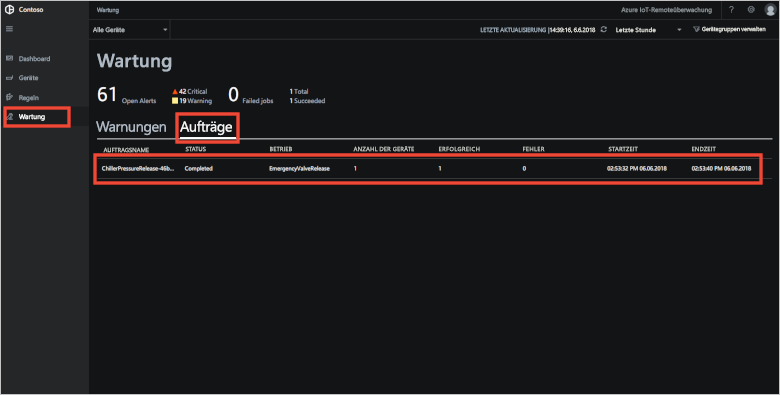 Contoso
Wartung
Azure IoT-Remoteüberwachung
?
Alle Geräte
LETZTE AKTUALISIERUNG |14:39:16, 6.6.2018
Letzte Stunde
Gerätegruppen verwalten
Dashboard
Geräte
Regeln
Wartung
Wartung
61 Open Alerts
42 Critical
19 Warning
0 Failed jobs
1 Total
1 Succeeded
Warnungen Aufträge
AUFTRAGSNAME STATUS BETRIEB ANZAHL DER GERÄTE ERFOLGREICH FEHLER STARTZEIT ENDZEIT
ChillerPressureRelease-46b... Completed EmergencyValveRelease 1 1 0 02:53:32 PM 06.06.2018 02:53:40 PM 06.06.2018